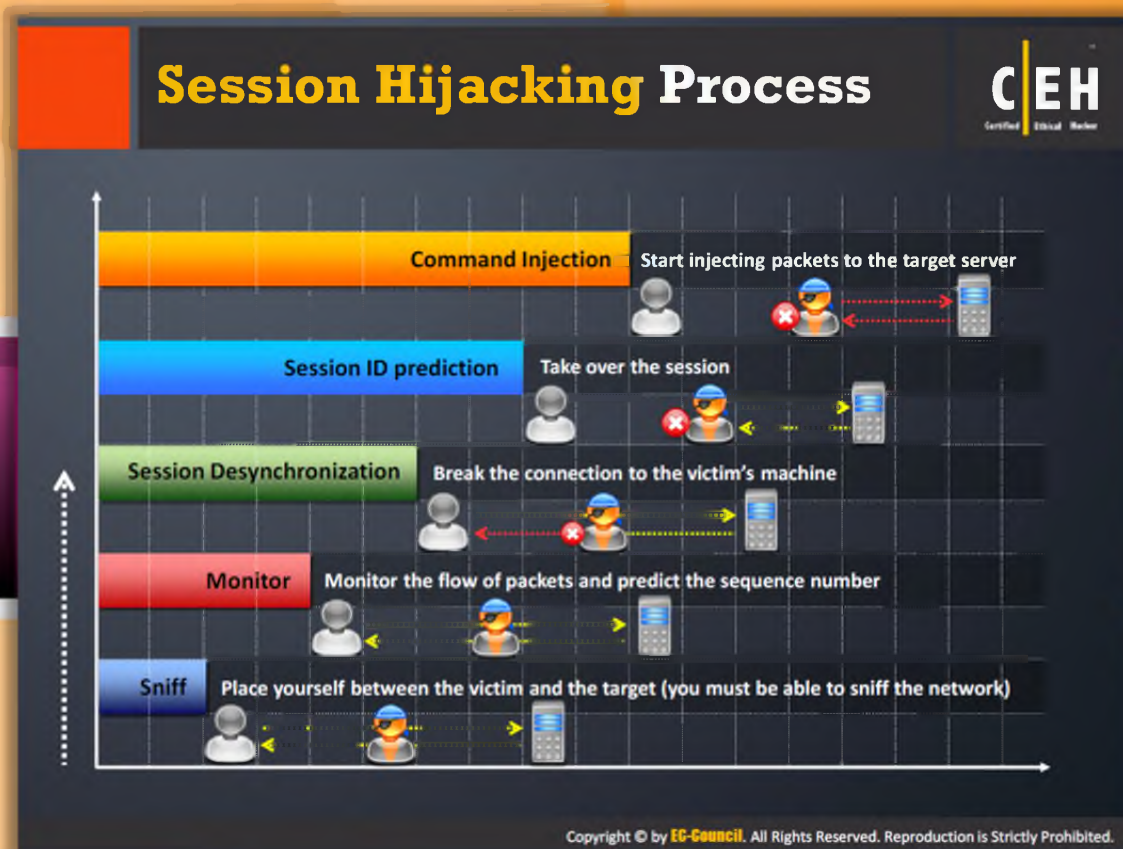 Session Hijacking Process
C EH
Certified Ethical Hacker
Command Injection
Start injecting packets to the target server
Session ID prediction
Take over the session
Session Desynchronization
Break the connection to the victim's machine
Monitor
Monitor the flow of packets and predict the sequence number
Sniff
Place yourself between the victim and the target (you must be able to sniff the network)
Copyright © by EC-Council. All Rights Reserved. Reproduction is Strictly Prohibited.